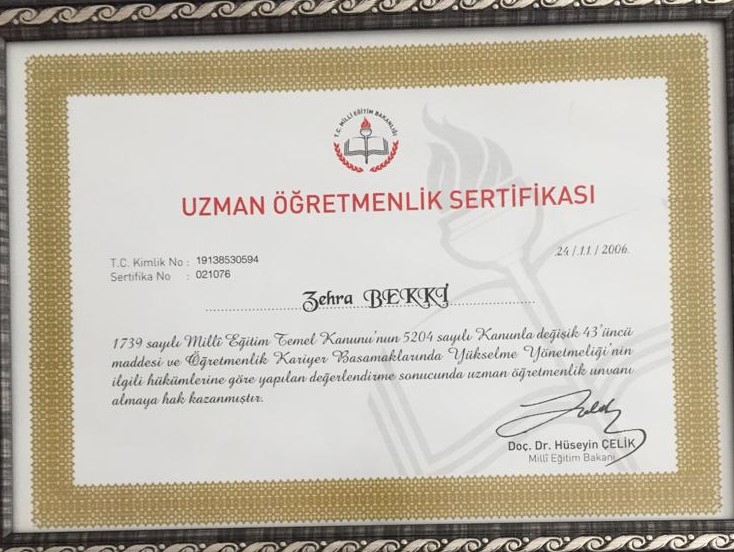 T.C. MİLLÎ EĞİTİM BAKANLIĞI
UZMAN ÖĞRETMENLİK SERTİFİKASI
24 / 11 / 2006
T.C. Kimlik No : 19138530594
Sertifika No : 021076
Zehra BEKKİ
1739 sayılı Millî Eğitim Temel Kanunu'nun 5204 sayılı Kanunla değişik 43'üncü
maddesi ve Öğretmenlik Kariyer Basamaklarında Yükselme Yönetmeliği'nin
ilgili hükümlerine göre yapılan değerlendirme sonucunda uzman öğretmenlik unvanı
almaya hak kazanmıştır.
Doç. Dr. Hüseyin ÇELİK
Millî Eğitim Bakanı